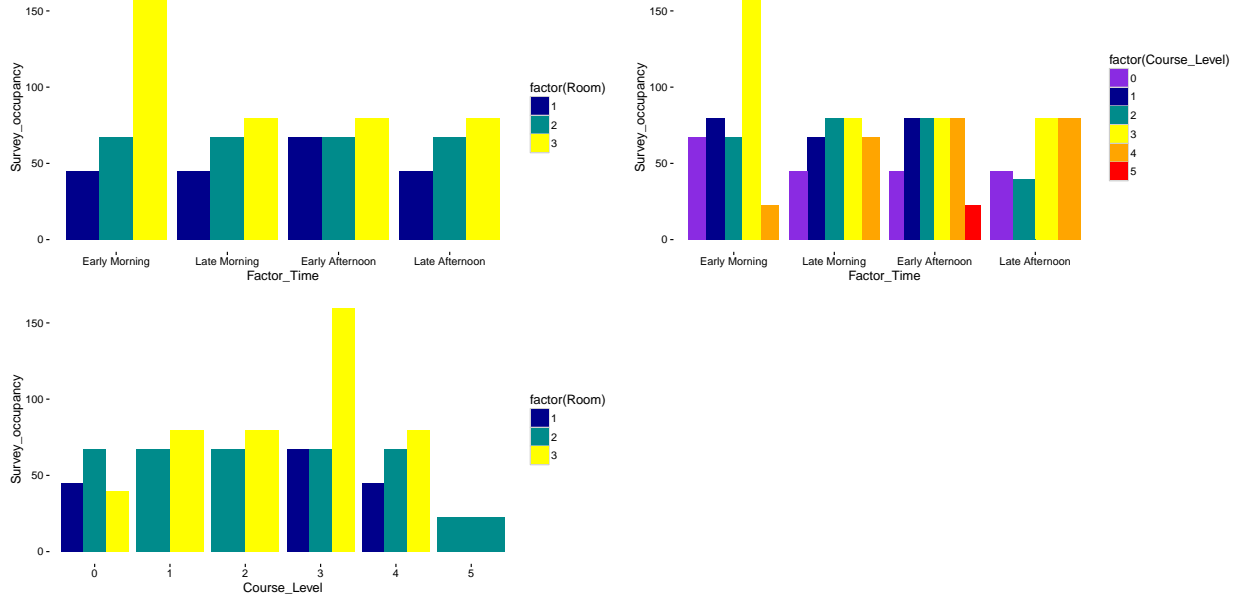 150
100
50
0
Survey_occupancy
Early Morning Late Morning Early Afternoon Late Afternoon
Factor_Time
factor(Room)
1
2
3
150
100
50
0
Survey_occupancy
Early Morning Late Morning Early Afternoon Late Afternoon
Factor_Time
factor(Course_Level)
0
1
2
3
4
5
150
100
50
0
Survey_occupancy
0 1 2 3 4 5
Course_Level
factor(Room)
1
2
3